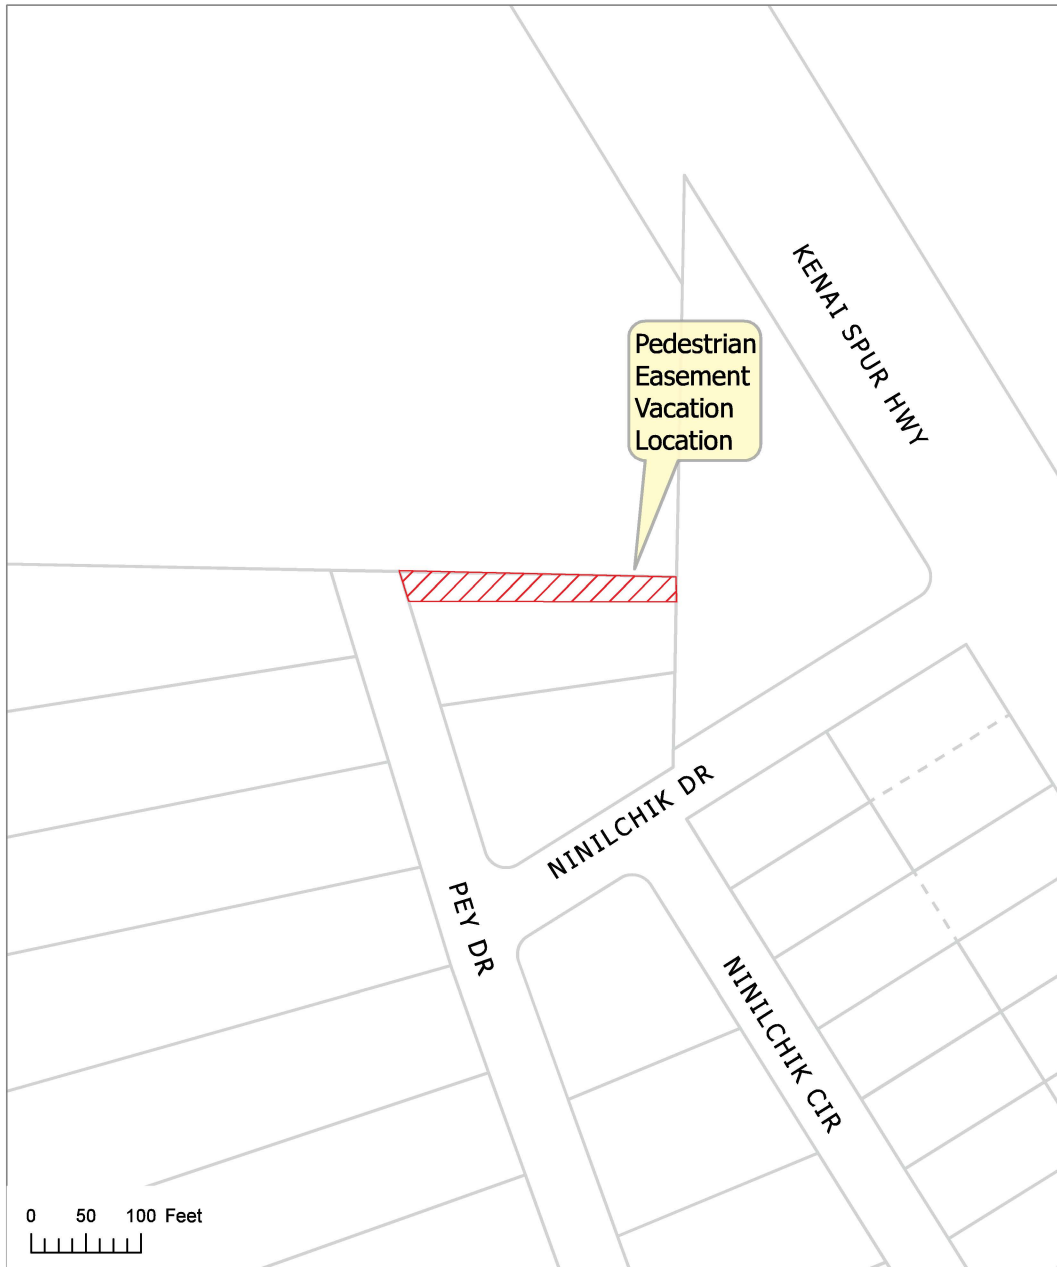 KENAI SPUR HWY
Pedestrian
Easement
Vacation
Location
NINILCHIK DR
PEY DR
NINILCHIK CIR
0 50 100 Feet